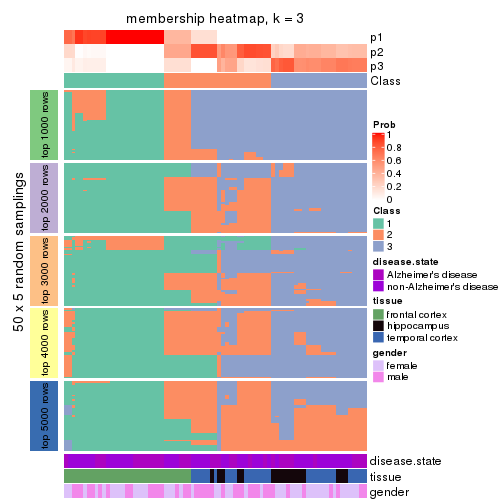 membership heatmap, k = 3
p1
p2
p3
Class
50 x 5 random samplings
top 1000 rows
top 2000 rows
top 3000 rows
top 4000 rows
top 5000 rows
disease.state
tissue
gender
Prob
1
0.8
0.6
0.4
0.2
0
Class
1
2
3
disease.state
Alzheimer's disease
non-Alzheimer's disease
tissue
frontal cortex
hippocampus
temporal cortex
gender
female
male